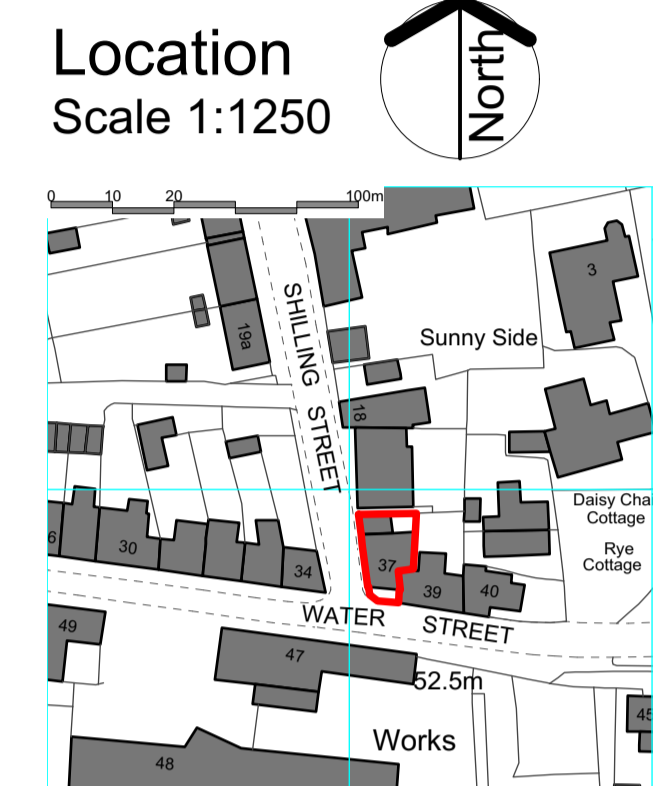 Location
Scale 1:1250
North
0 10 20 100m
3
19a
SHILLING STREET
Sunny Side
18
Daisy Cha
Cottage
Rye
Cottage
6
30
34
37
39
40
WATER STREET
49
47
52.5m
45
Works
48